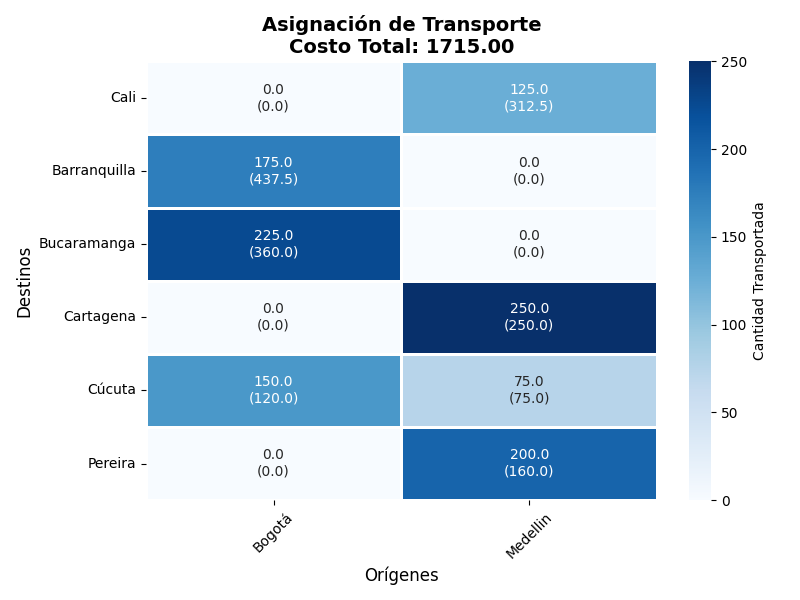 Asignación de Transporte
Costo Total: 1715.00
Destinos
Cali
0.0
(0.0)
125.0
(312.5)
Barranquilla
175.0
(437.5)
0.0
(0.0)
Bucaramanga
225.0
(360.0)
0.0
(0.0)
Cartagena
0.0
(0.0)
250.0
(250.0)
Cúcuta
150.0
(120.0)
75.0
(75.0)
Pereira
0.0
(0.0)
200.0
(160.0)
Bogotá
Medellin
Orígenes
250
200
150
100
50
0
Cantidad Transportada